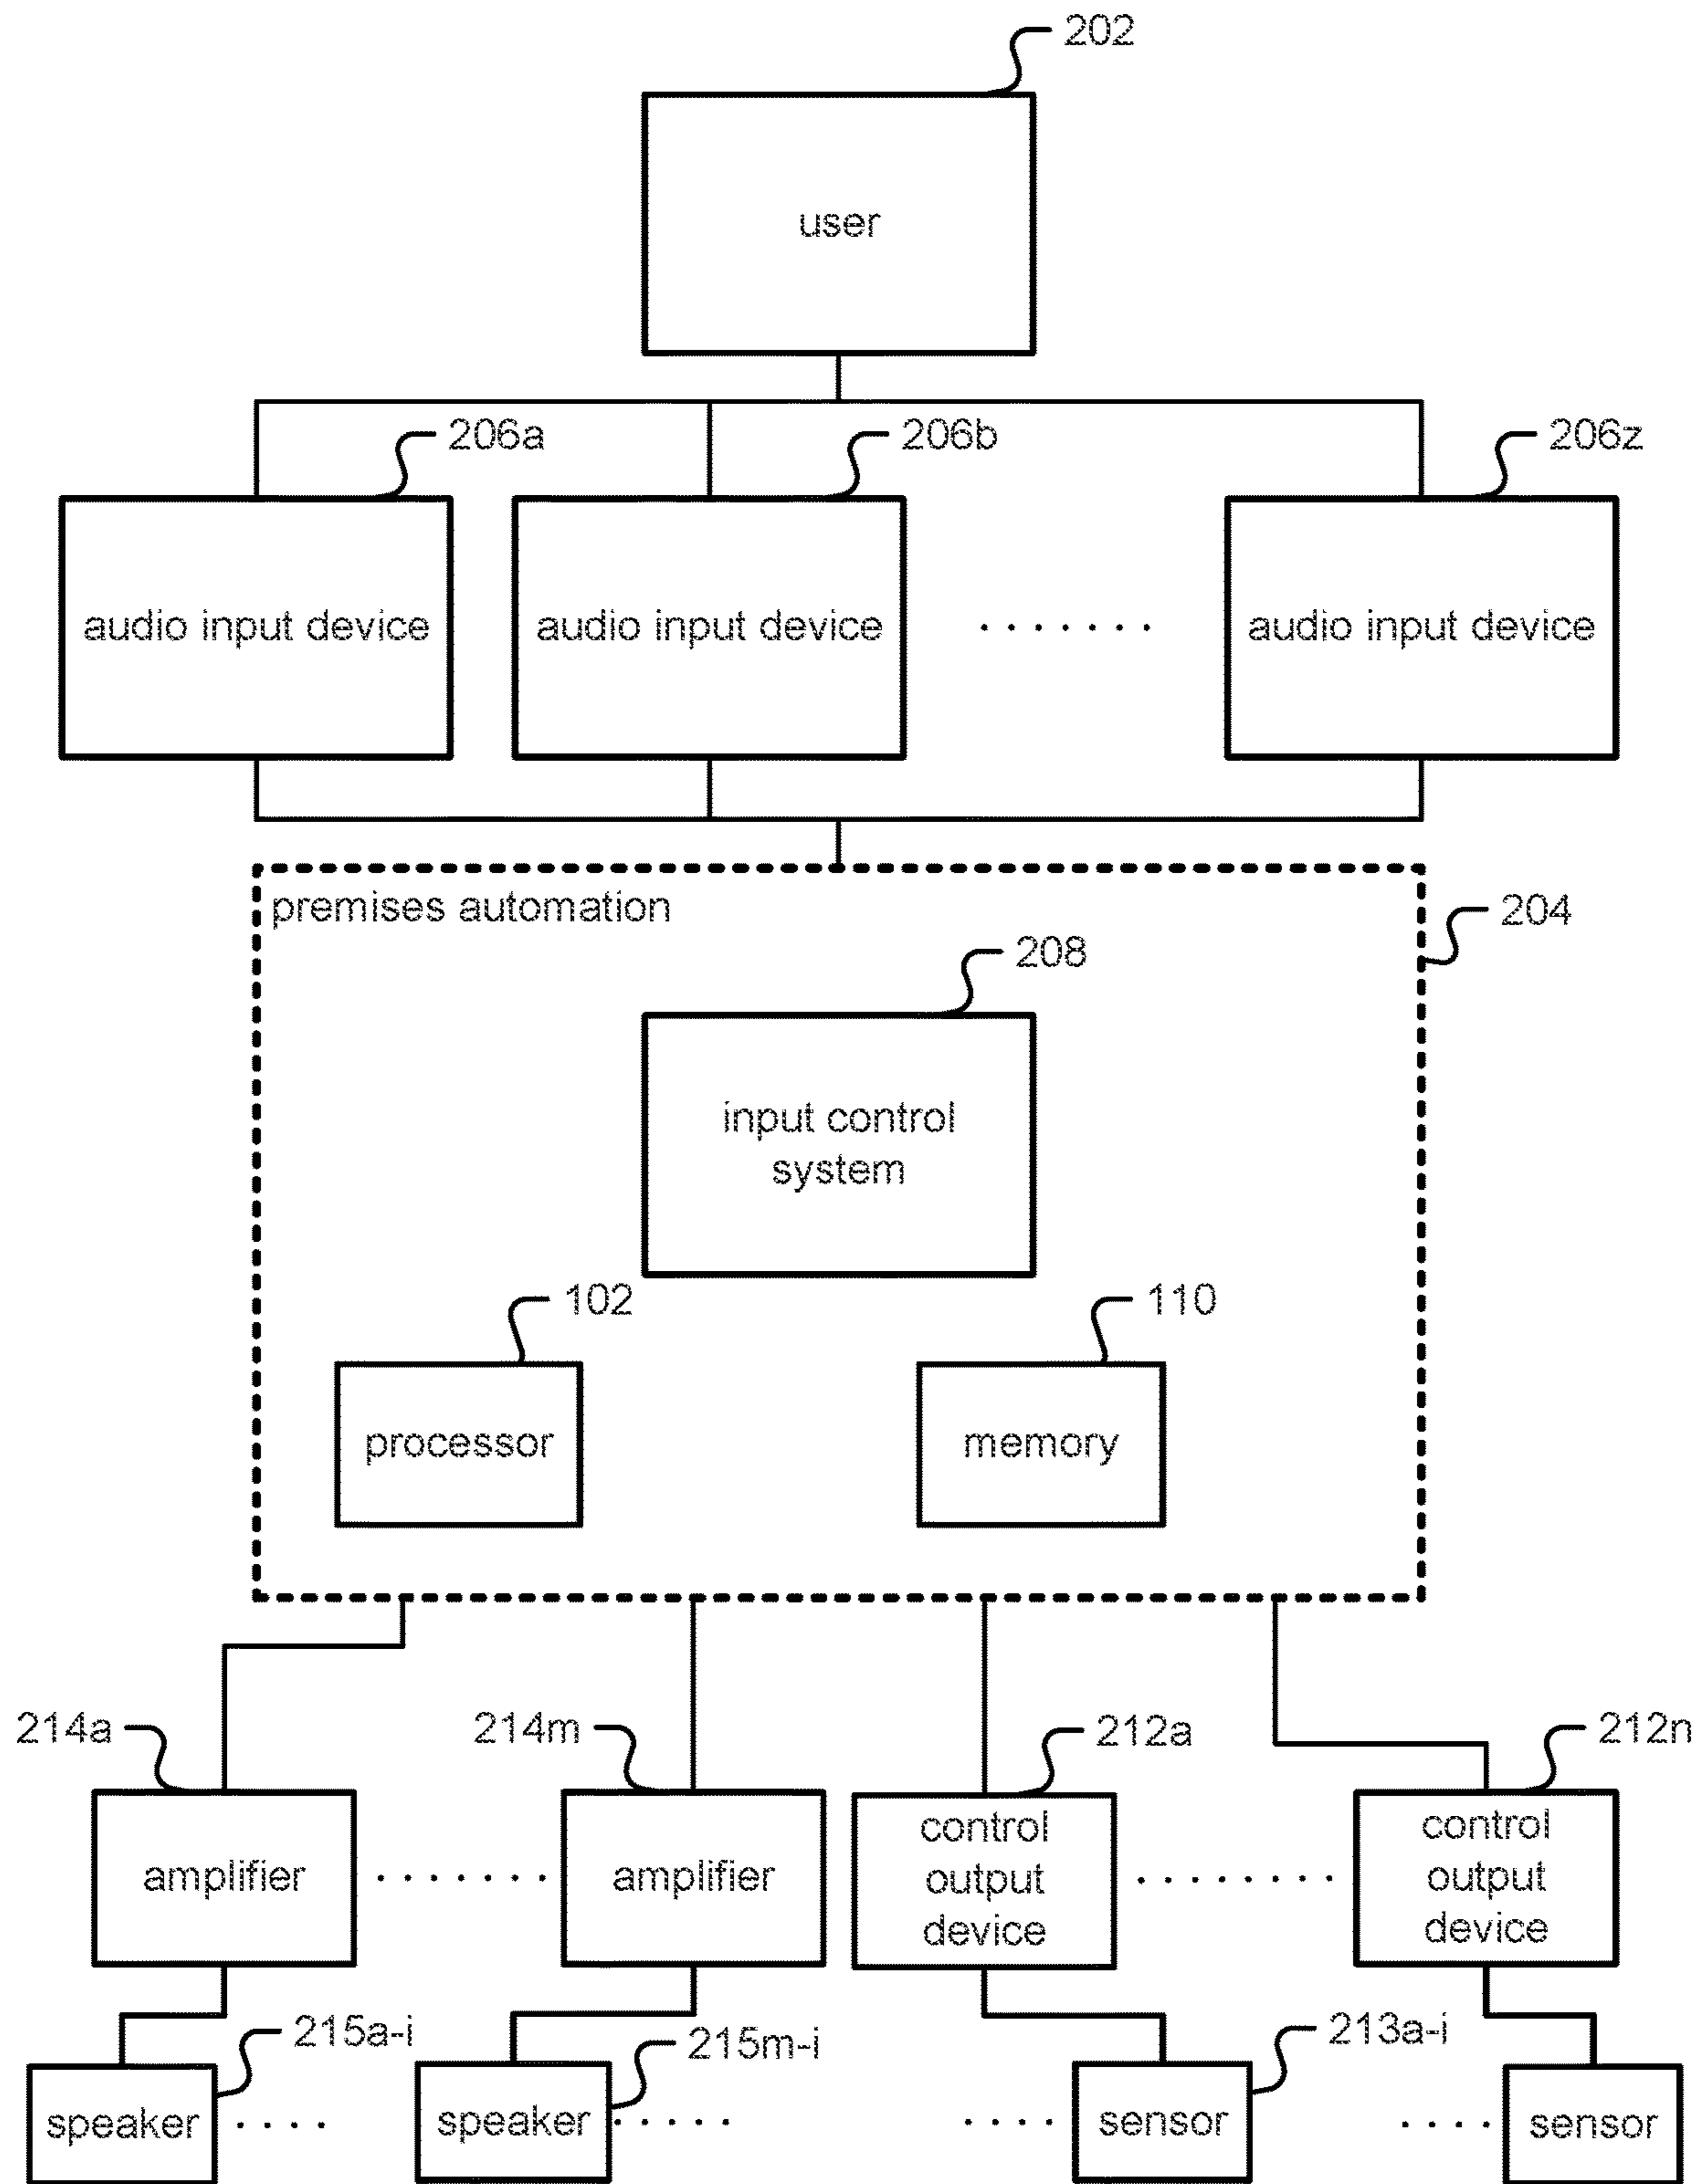 202
user
206a
206b
206z
audio input device
audio input device
. . . . . . .
audio input device
premises automation
204
208
input control
system
102
110
processor
memory
214a
214m
212a
212n
amplifier
. . . . . . .
amplifier
control
output
device
. . . . . . . .
control
output
device
215a-i
215m-i
213a-i
speaker
. . . .
speaker
. . . . .
. . . .
sensor
. . . .
sensor